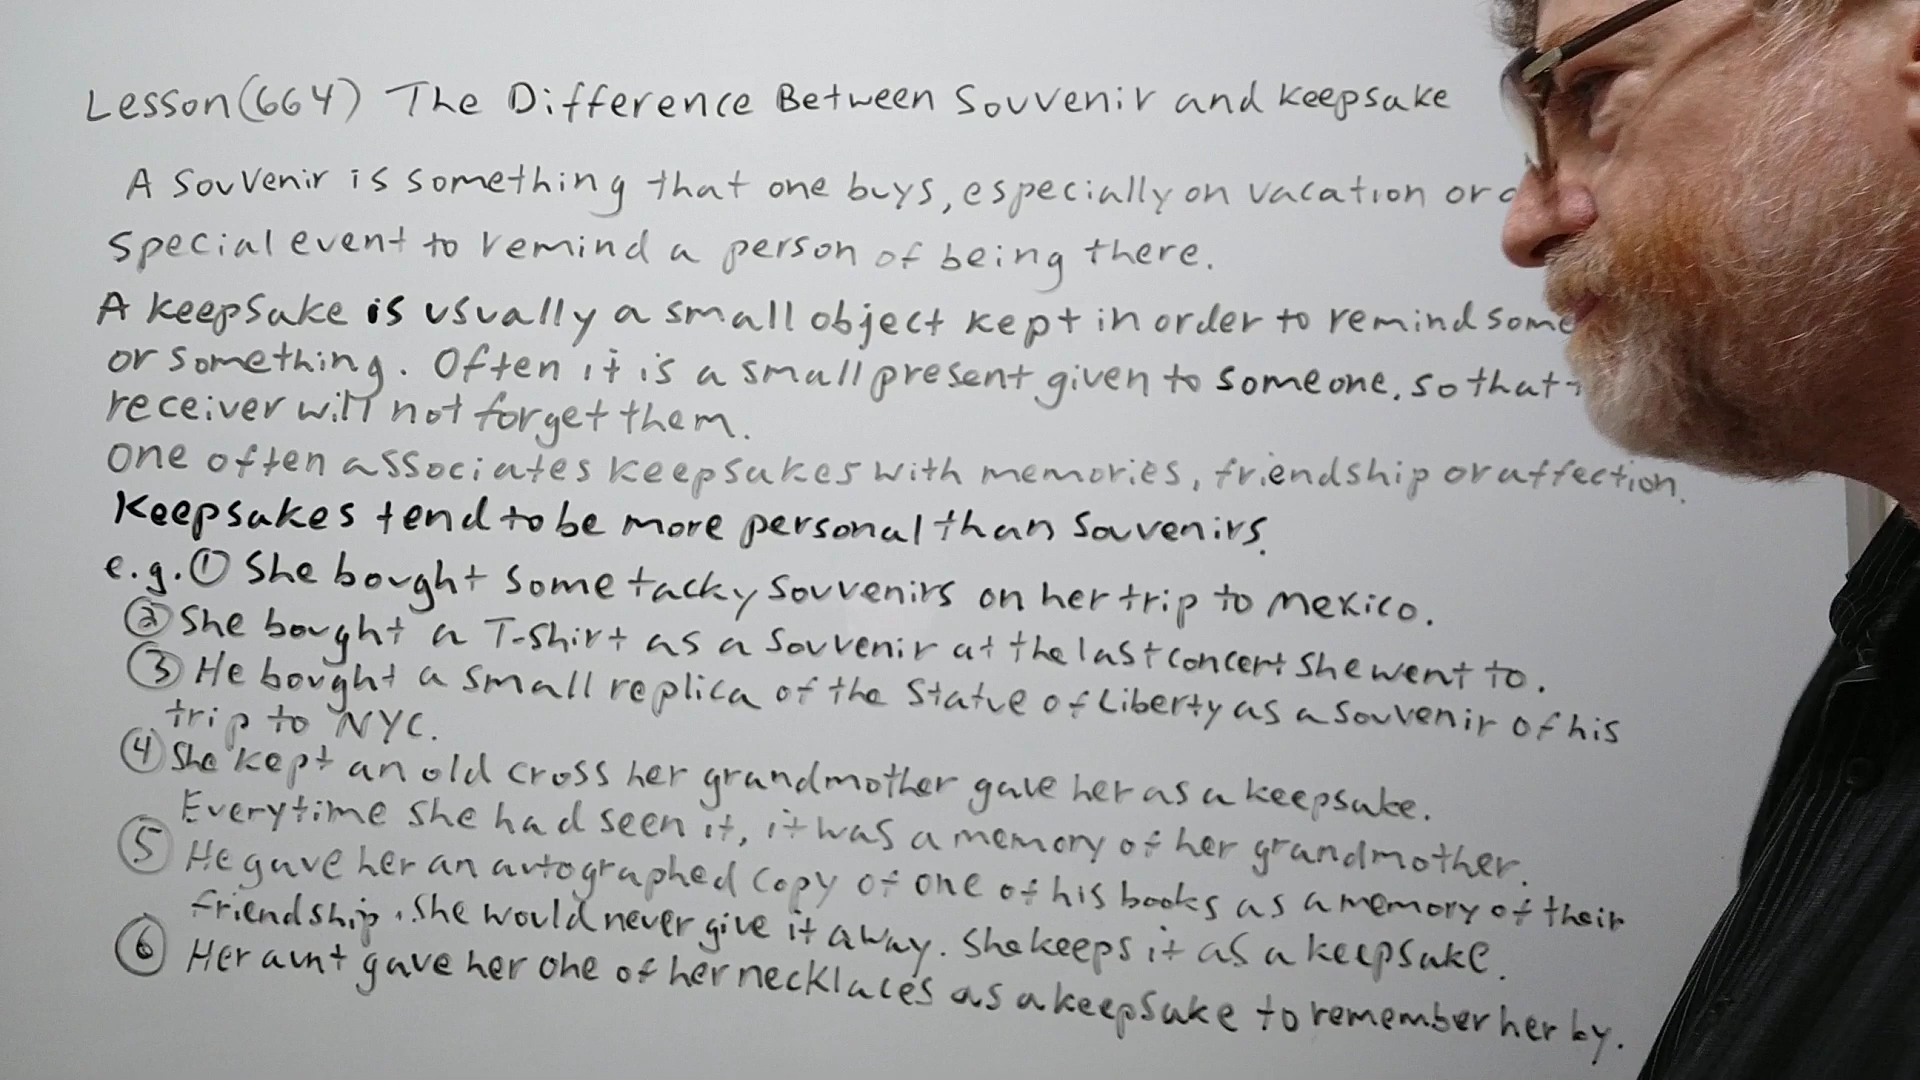 Lesson (664) The Difference Between Souvenir and keepsake
A Souvenir is something that one buys, especially on vacation or a
special event to remind a person of being there.
A keepsake is usually a small object kept in order to remind some
or something. Often it is a small present given to someone, so that
receiver will not forget them.
One often associates keepsakes with memories, friendship or affection.
Keepsakes tend to be more personal than Souvenirs.
e.g. ① She bought some tacky souvenirs on her trip to Mexico.
② She bought a T-Shirt as a Souvenir at the last concert she went to.
③ He bought a small replica of the Statue of Liberty as a souvenir of his
trip to NYC.
④ She kept an old cross her grandmother gave her as a keepsake.
Everytime she had seen it, it was a memory of her grandmother.
⑤ He gave her an autographed copy of one of his books as a memory of their
friendship. She would never give it away. She keeps it as a keepsake.
⑥ Her aunt gave her one of her necklaces as a keepsake to remember her by.